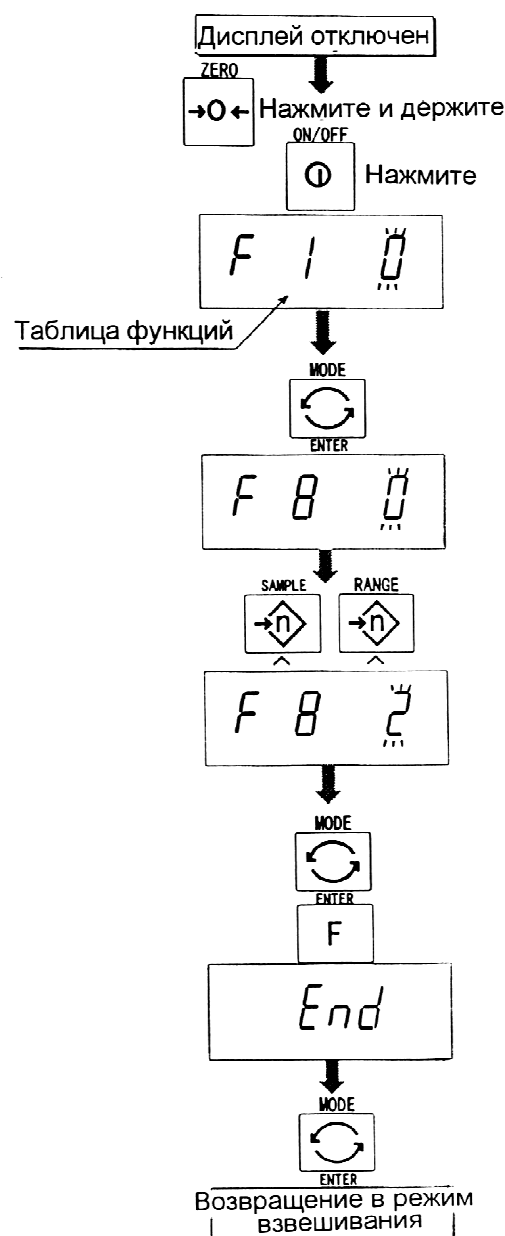 Дисплей отключен
ZERO
→0← Нажмите и держите
ON/OFF
Нажмите
F 1 0
Таблица функций
MODE
ENTER
F 8 0
SAMPLE RANGE
→n→n
F 8 2
MODE
ENTER
F
End
MODE
ENTER
Возвращение в режим
взвешивания